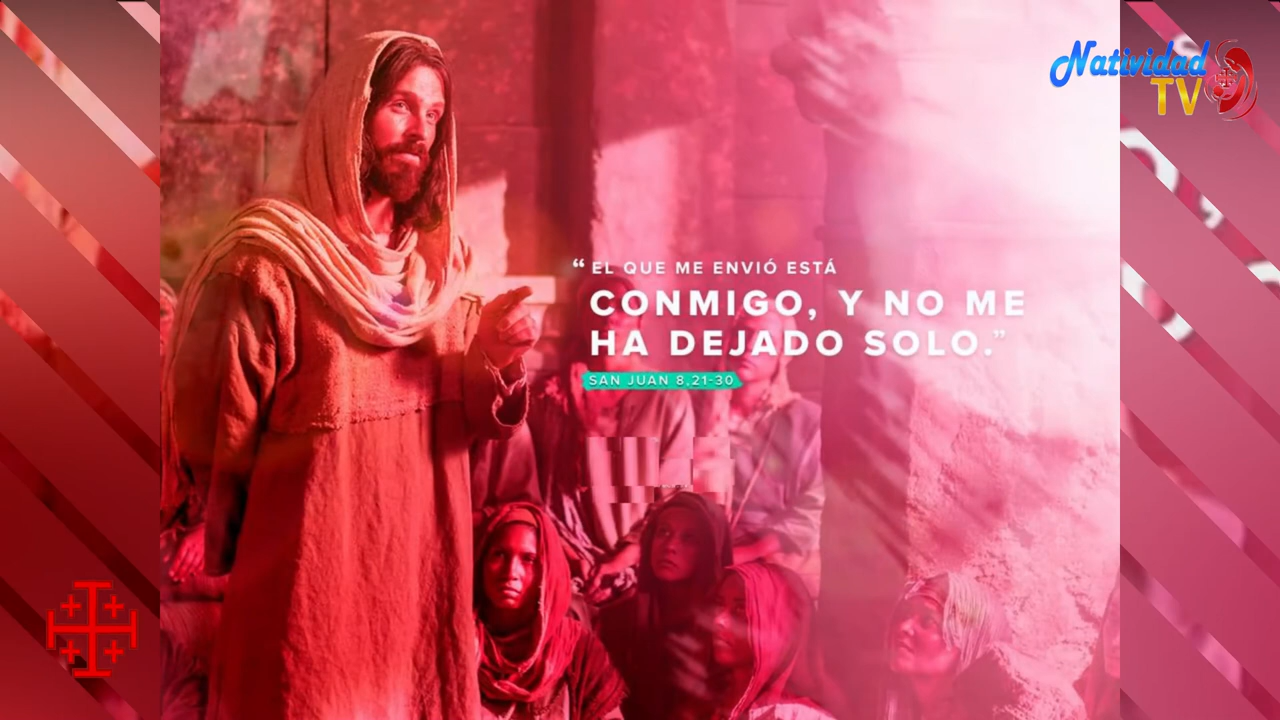 Natividad
TV
“ EL QUE ME ENVIÓ ESTÁ
CONMIGO, Y NO ME
HA DEJADO SOLO.”
SAN JUAN 8,21-30